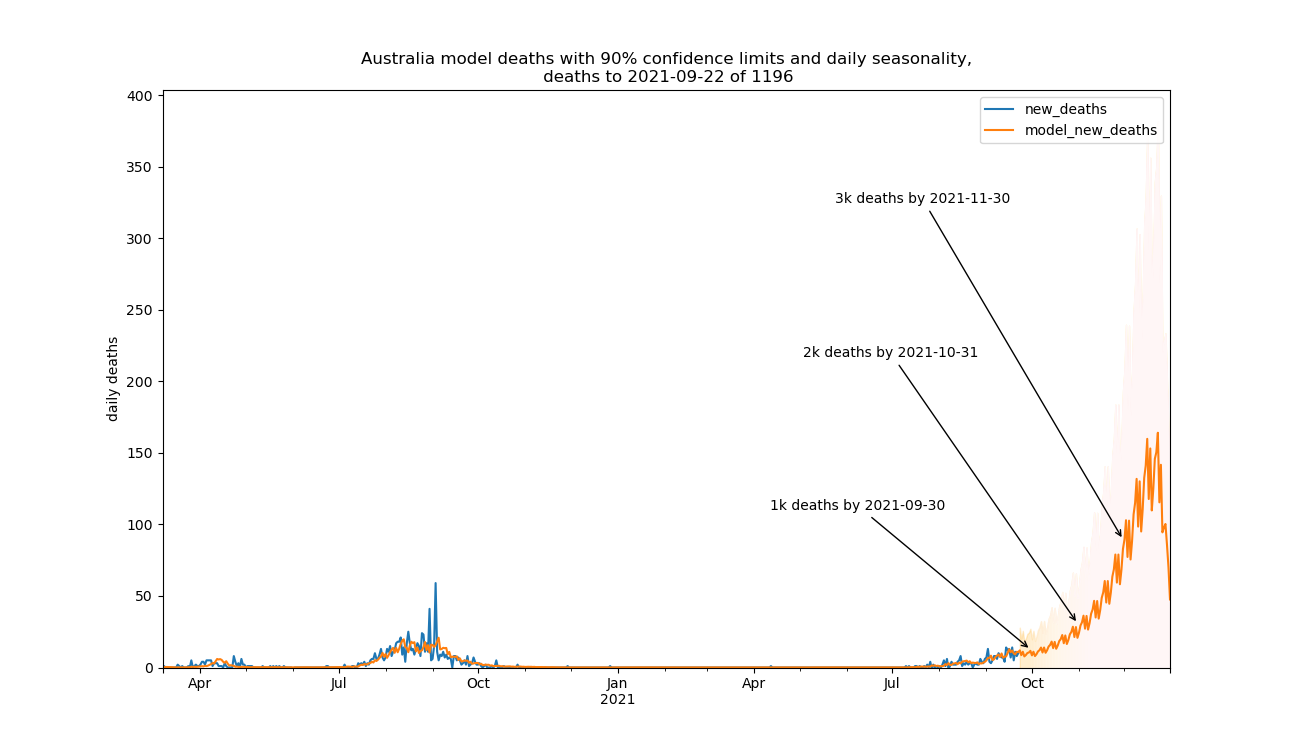 Australia model deaths with 90% confidence limits and daily seasonality,
deaths to 2021-09-22 of 1196
400
350
300
250
200
150
100
50
0
daily deaths
new_deaths
model_new_deaths
3k deaths by 2021-11-30
2k deaths by 2021-10-31
1k deaths by 2021-09-30
Apr
Jul
Oct
Jan
2021
Apr
Jul
Oct